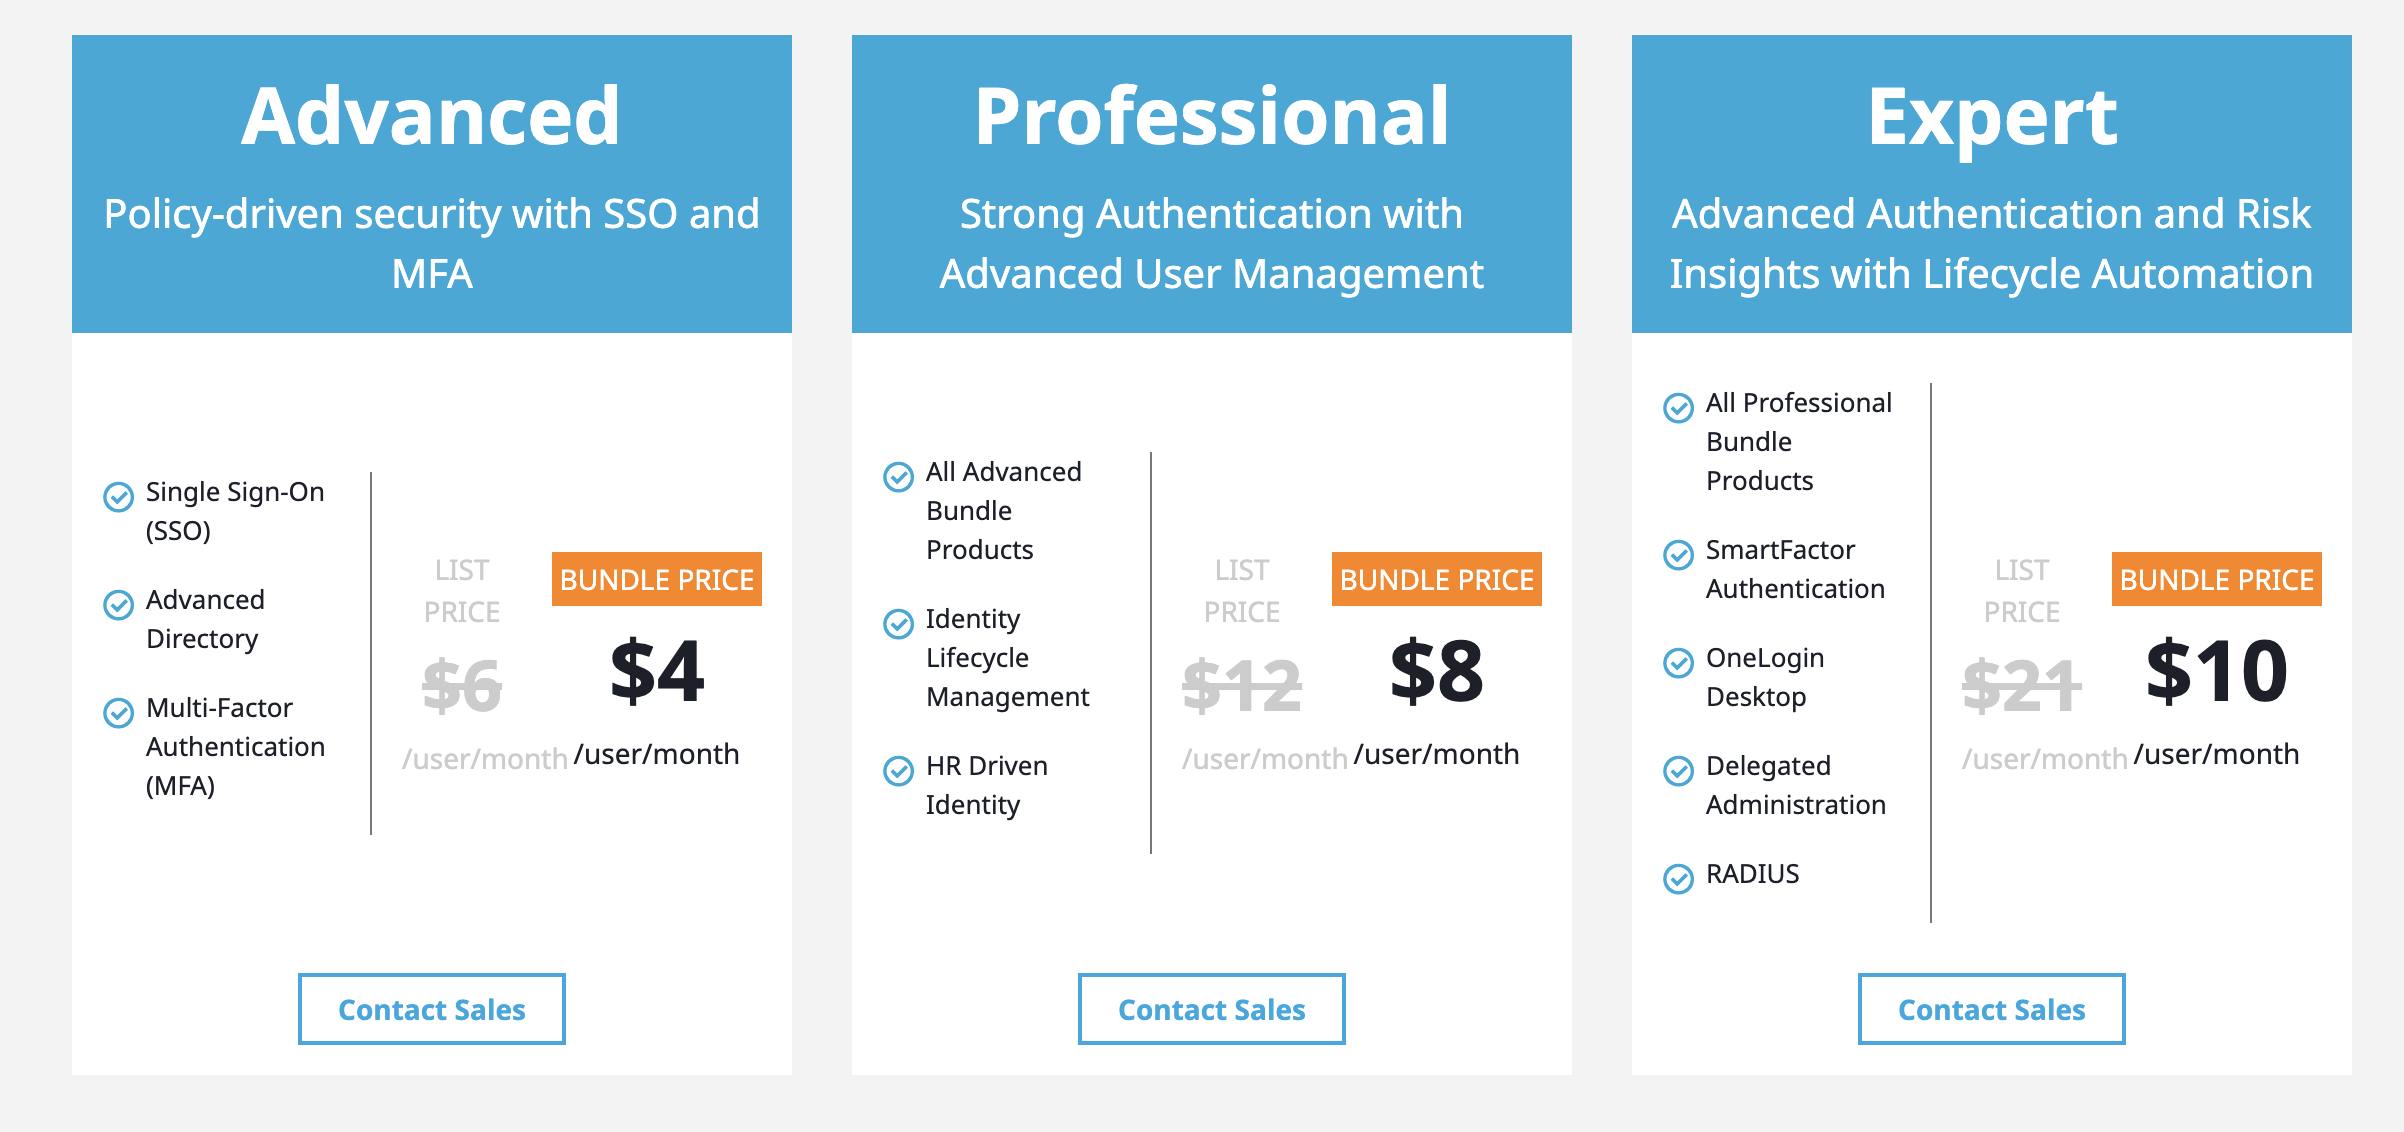 Advanced
Policy-driven security with SSO and
MFA
Single Sign-On
(SSO)
Advanced
Directory
Multi-Factor
Authentication
(MFA)
LIST
PRICE
$6
/user/month
BUNDLE PRICE
$4
/user/month
Contact Sales
Professional
Strong Authentication with
Advanced User Management
All Advanced
Bundle
Products
Identity
Lifecycle
Management
HR Driven
Identity
LIST
PRICE
$12
/user/month
BUNDLE PRICE
$8
/user/month
Contact Sales
Expert
Advanced Authentication and Risk
Insights with Lifecycle Automation
All Professional
Bundle
Products
SmartFactor
Authentication
OneLogin
Desktop
Delegated
Administration
RADIUS
LIST
PRICE
$21
/user/month
BUNDLE PRICE
$10
/user/month
Contact Sales